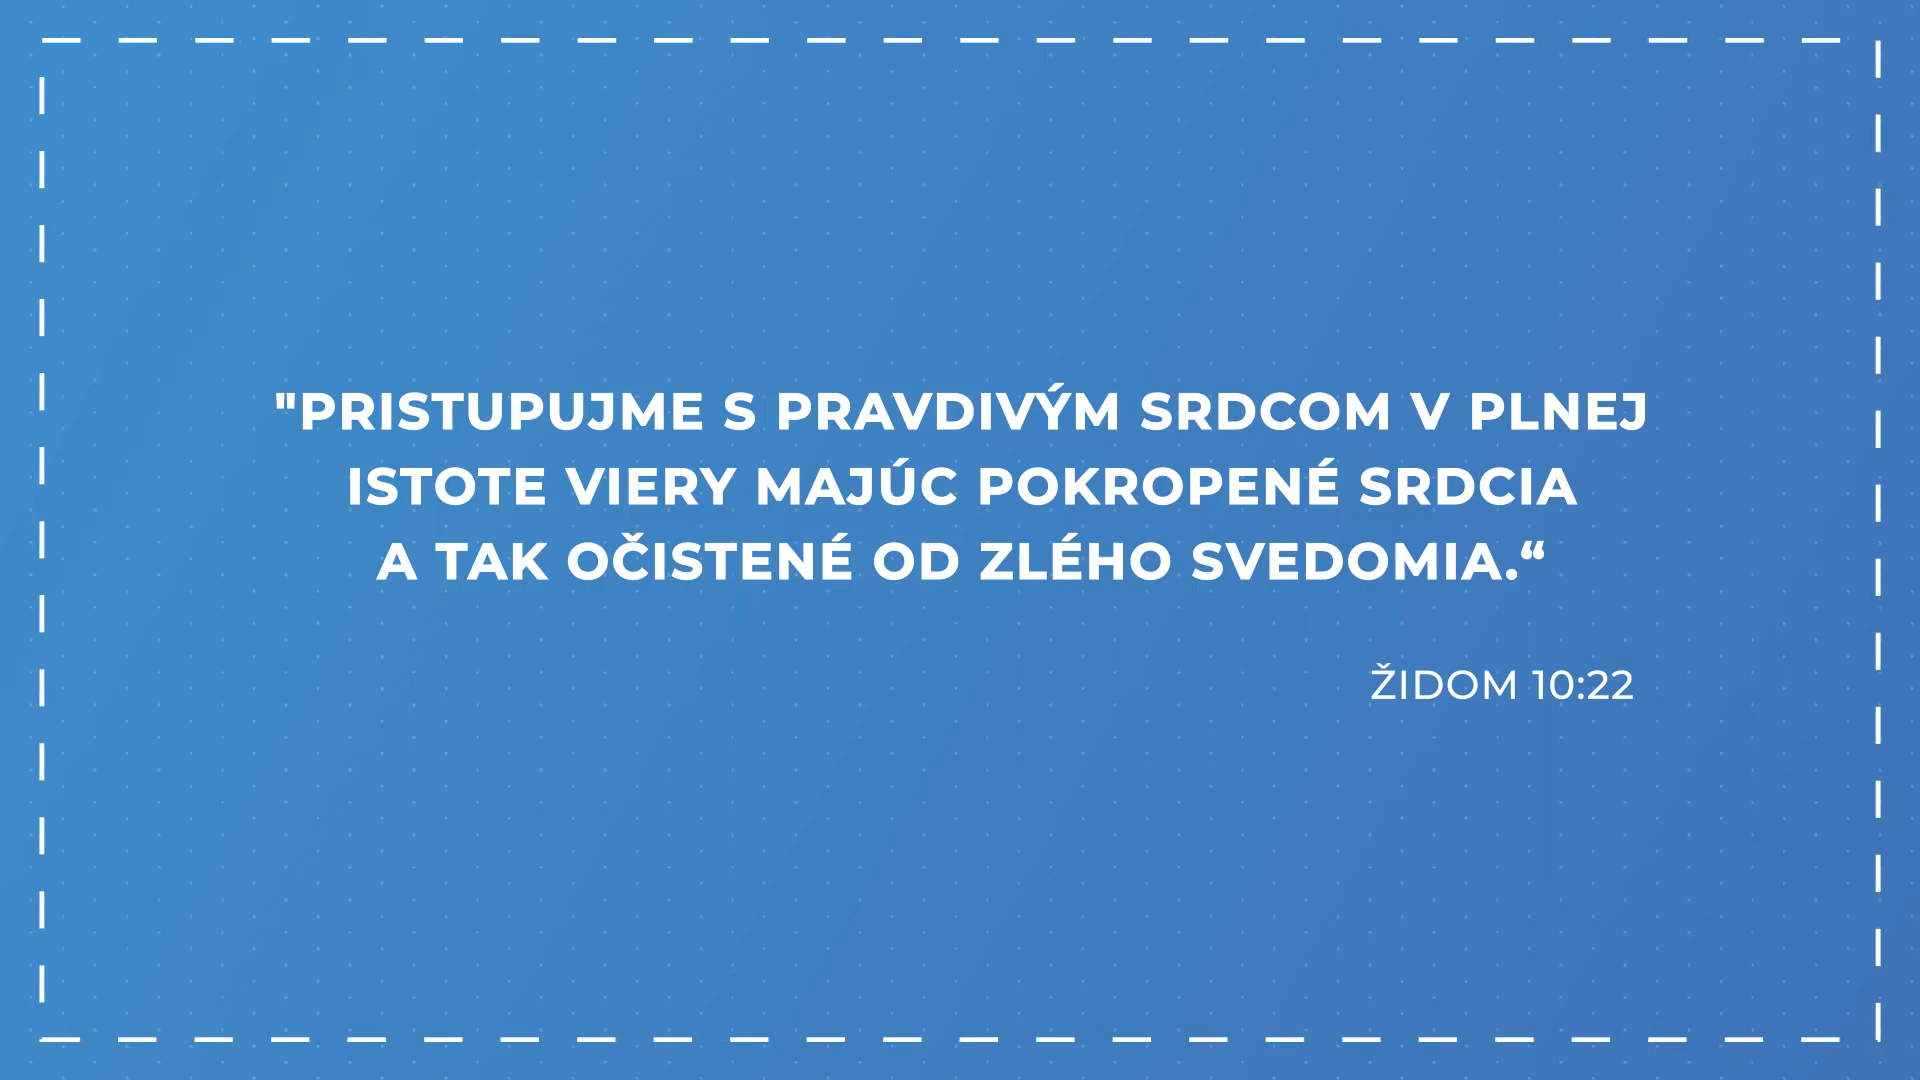 "PRISTUPUJME S PRAVDIVÝM SRDCOM V PLNEJ
ISTOTE VIERY MAJÚC POKROPENÉ SRDCIA
A TAK OČISTENÉ OD ZLÉHO SVEDOMIA.“
ŽIDOM 10:22